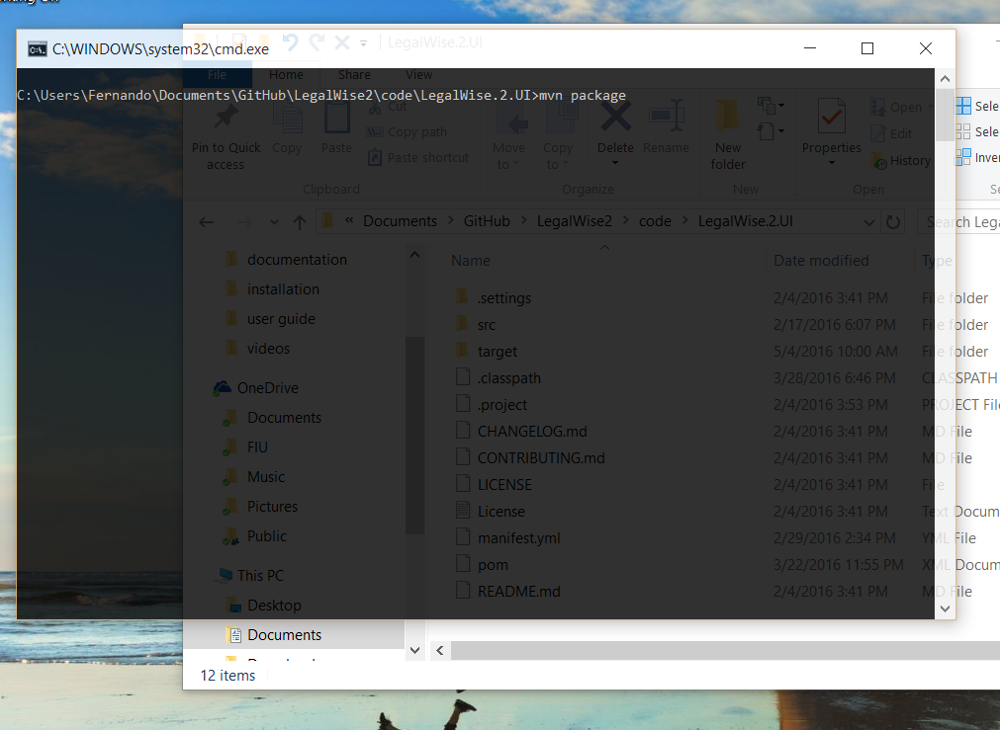 C:\WINDOWS\system32\cmd.exe
LegalWise.2.UI
File Home Share View
C:\Users\Fernando\Documents\GitHub\LegalWise2\code\LegalWise.2.UI>mvn package
Cut
Copy path
Paste shortcut
Pin to Quick access
Copy
Paste
Move to
Copy to
Delete
Rename
New folder
Properties
Open
Edit
History
Sele
Sele
Inver
Clipboard Organize New Open Se
« Documents > GitHub > LegalWise2 > code > LegalWise.2.UI
Search Lega
documentation
installation
user guide
videos
OneDrive
Documents
FIU
Music
Pictures
Public
This PC
Desktop
Documents
Name Date modified Type
.settings 2/4/2016 3:41 PM File folder
src 2/17/2016 6:07 PM File folder
target 5/4/2016 10:00 AM File folder
.classpath 3/28/2016 6:46 PM CLASSPATH
.project 2/4/2016 3:53 PM PROJECT File
CHANGELOG.md 2/4/2016 3:41 PM MD File
CONTRIBUTING.md 2/4/2016 3:41 PM MD File
LICENSE 2/4/2016 3:41 PM File
License 2/4/2016 3:41 PM Text Docum
manifest.yml 2/29/2016 2:34 PM YML File
pom 3/22/2016 11:55 PM XML Docum
README.md 2/4/2016 3:41 PM MD File
12 items